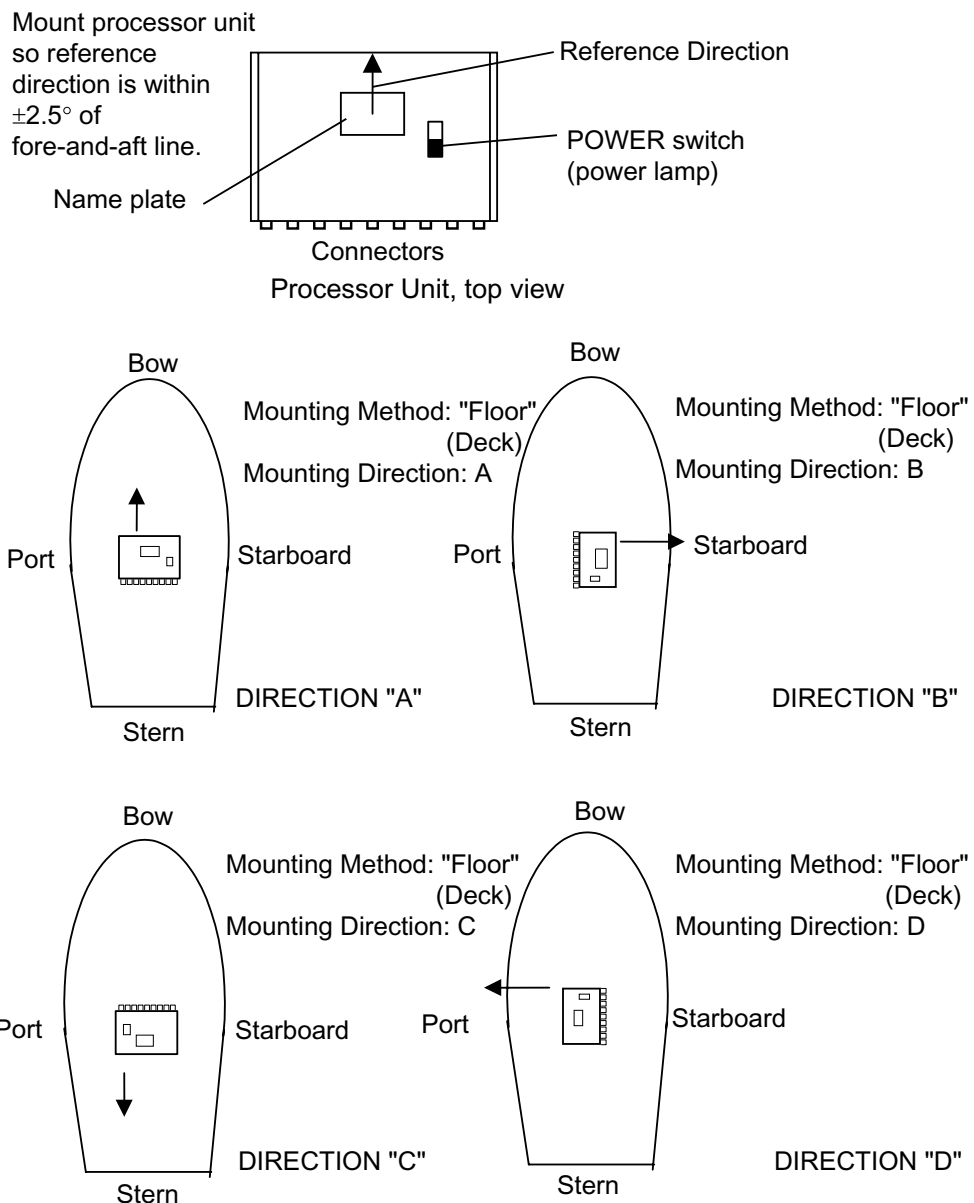 Mount processor unit
so reference
direction is within
±2.5° of
fore-and-aft line.
Reference Direction
POWER switch
(power lamp)
Name plate
Connectors
Processor Unit, top view
Bow
Mounting Method: "Floor"
(Deck)
Mounting Direction: A
Port
Starboard
DIRECTION "A"
Stern
Bow
Mounting Method: "Floor"
(Deck)
Mounting Direction: B
Port
Starboard
DIRECTION "B"
Stern
Bow
Mounting Method: "Floor"
(Deck)
Mounting Direction: C
Port
Starboard
DIRECTION "C"
Stern
Bow
Mounting Method: "Floor"
(Deck)
Mounting Direction: D
Port
Starboard
DIRECTION "D"
Stern